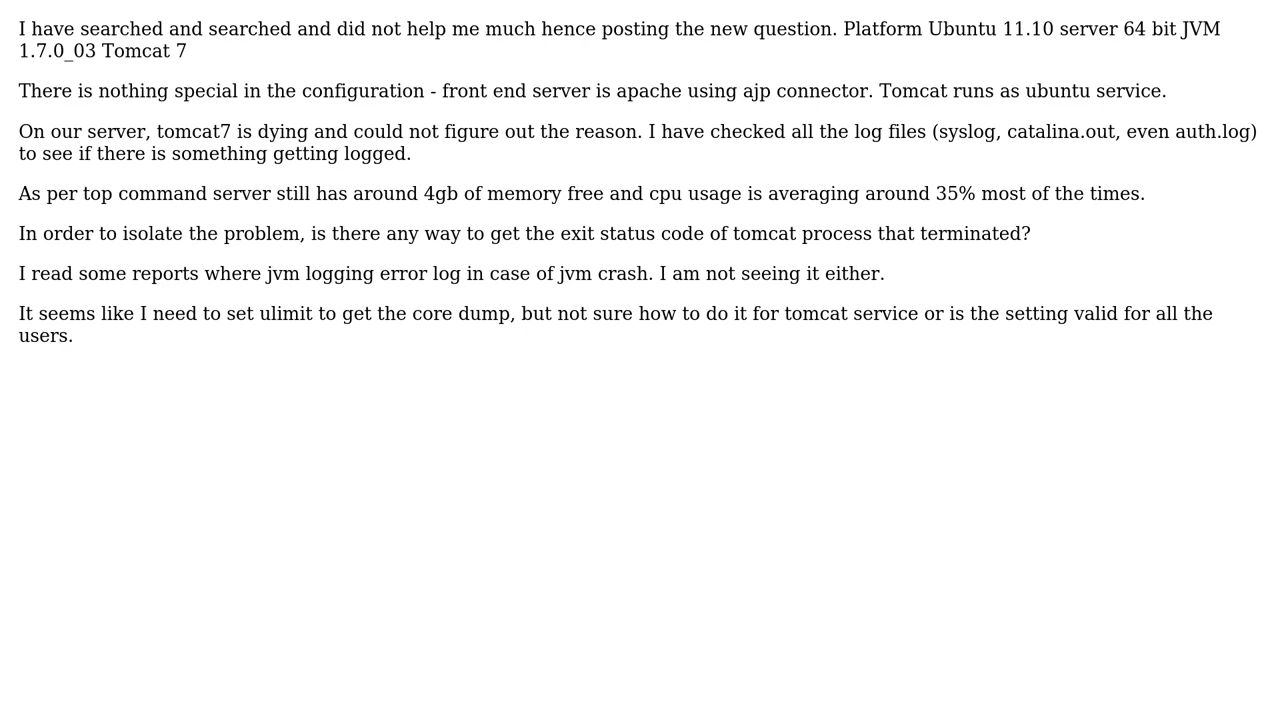 I have searched and searched and did not help me much hence posting the new question. Platform Ubuntu 11.10 server 64 bit JVM
1.7.0_03 Tomcat 7
There is nothing special in the configuration - front end server is apache using ajp connector. Tomcat runs as ubuntu service.
On our server, tomcat7 is dying and could not figure out the reason. I have checked all the log files (syslog, catalina.out, even auth.log)
to see if there is something getting logged.
As per top command server still has around 4gb of memory free and cpu usage is averaging around 35% most of the times.
In order to isolate the problem, is there any way to get the exit status code of tomcat process that terminated?
I read some reports where jvm logging error log in case of jvm crash. I am not seeing it either.
It seems like I need to set ulimit to get the core dump, but not sure how to do it for tomcat service or is the setting valid for all the
users.